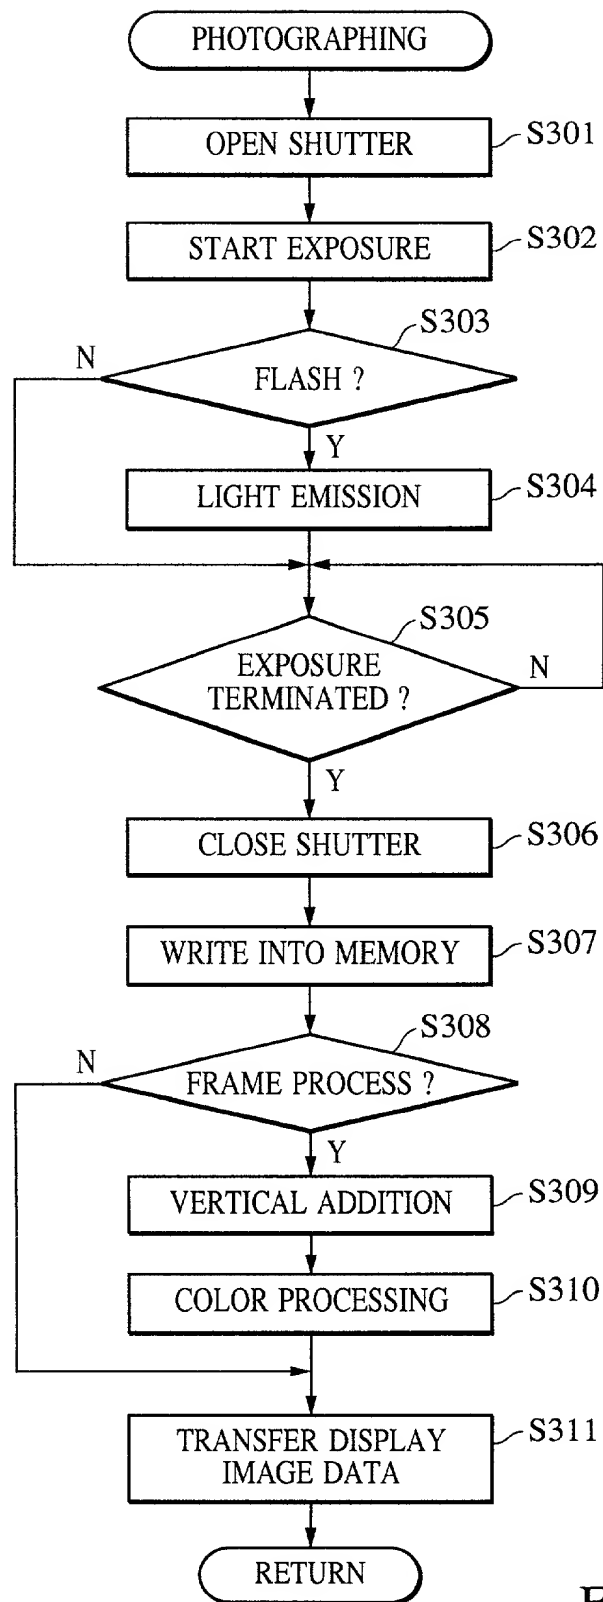 PHOTOGRAPHING
OPEN SHUTTER
S301
START EXPOSURE
S302
S303
N
FLASH ?
Y
LIGHT EMISSION
S304
S305
EXPOSURE
TERMINATED ?
N
Y
CLOSE SHUTTER
S306
WRITE INTO MEMORY
S307
S308
N
FRAME PROCESS ?
Y
VERTICAL ADDITION
S309
COLOR PROCESSING
S310
TRANSFER DISPLAY
IMAGE DATA
S311
RETURN